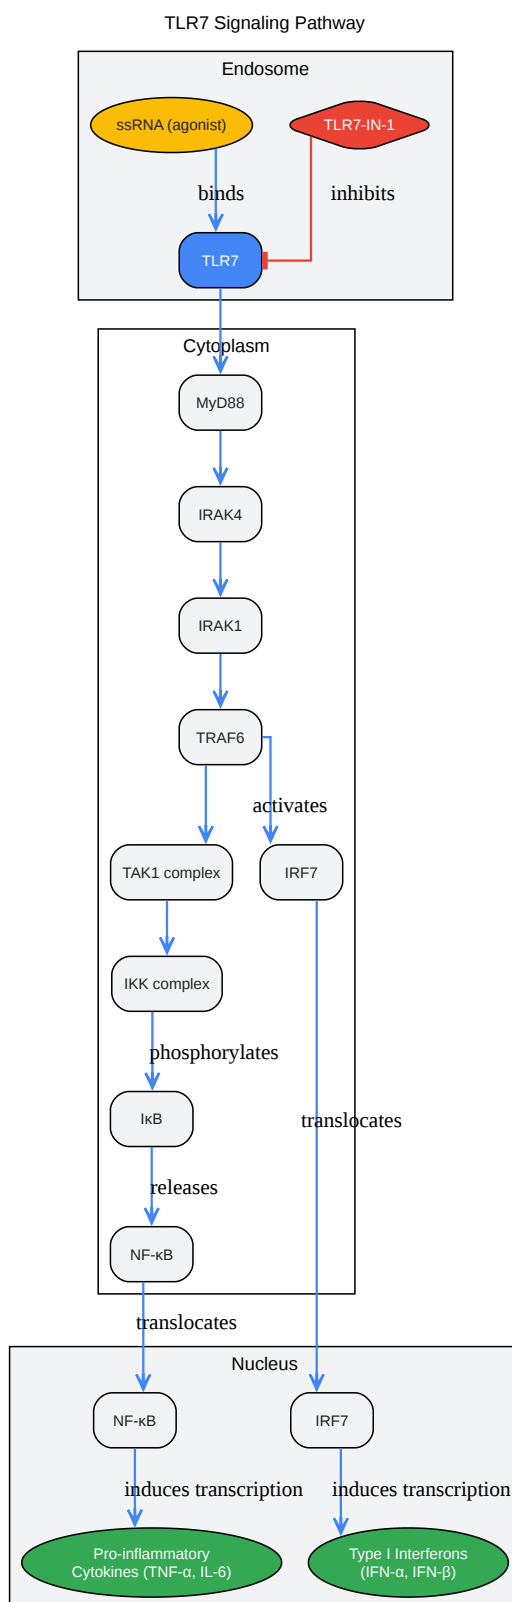 TLR7 Signaling Pathway
Endosome
ssRNA (agonist)
TLR7-IN-1
binds
inhibits
TLR7
Cytoplasm
MyD88
IRAK4
IRAK1
TRAF6
activates
TAK1 complex
IRF7
IKK complex
phosphorylates
IκB
translocates
releases
NF-κB
translocates
Nucleus
NF-κB
IRF7
induces transcription
induces transcription
Pro-inflammatory
Cytokines (TNF-α, IL-6)
Type I Interferons
(IFN-α, IFN-β)